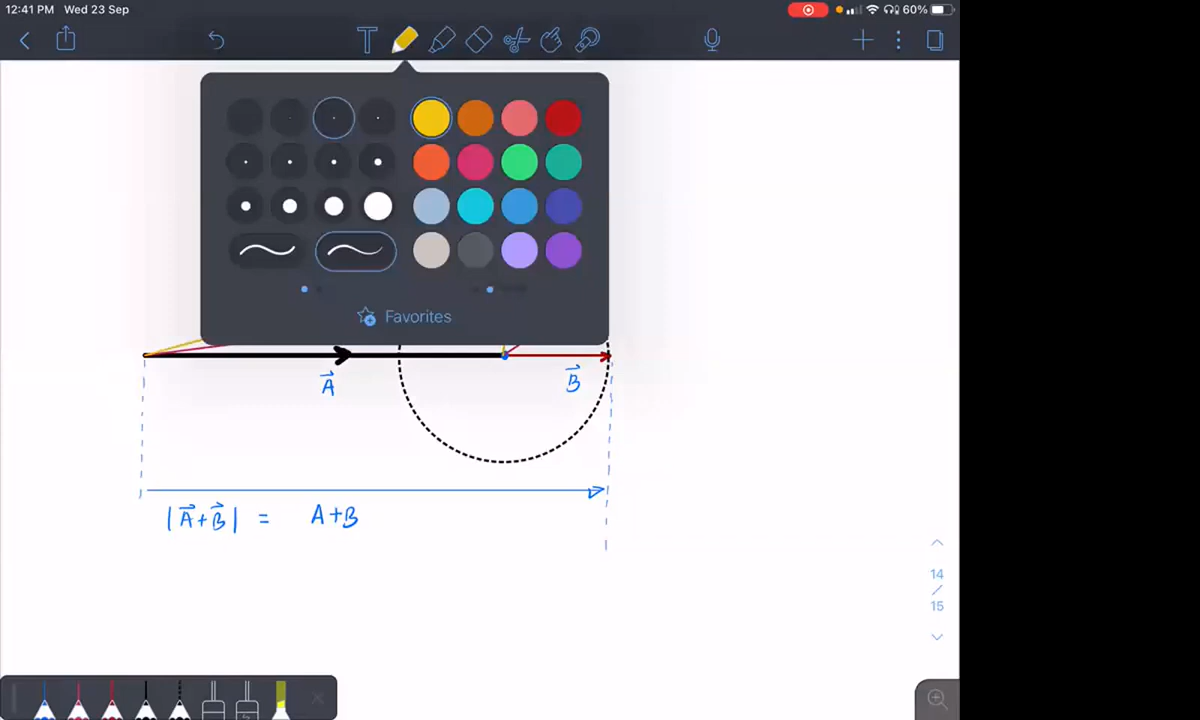 12:41 PM Wed 23 Sep 60%
T
Favorites
A⃗
B⃗
|A⃗+B⃗| = A+B
14
/
15